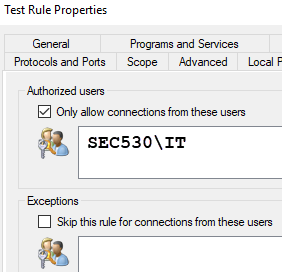 Test Rule Properties
General Programs and Services
Protocols and Ports Scope Advanced Local P
Authorized users
Only allow connections from these users
SEC530\IT
Exceptions
Skip this rule for connections from these users